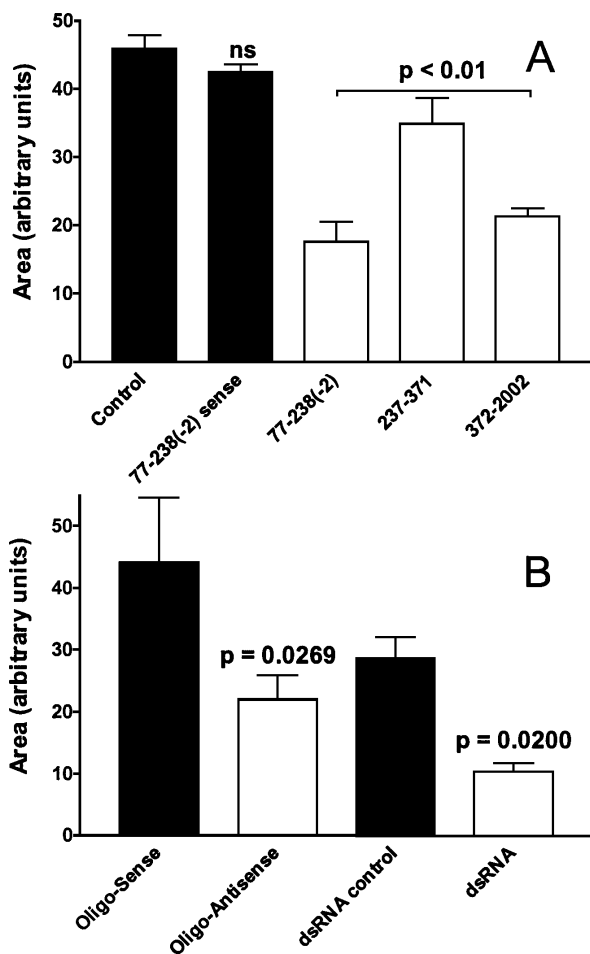 A
Area (arbitrary units)
50
40
30
20
10
0
ns
p < 0.01
Control
77-238(-2) sense
77-238(-2)
237-371
372-2002
B
Area (arbitrary units)
50
40
30
20
10
0
p = 0.0269
p = 0.0200
Oligo-Sense
Oligo-Antisense
dsRNA control
dsRNA